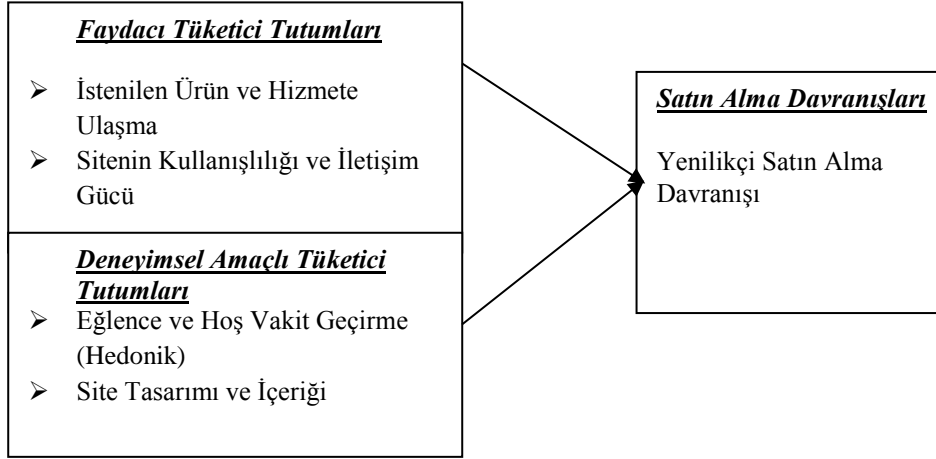 Faydacı Tüketici Tutumları
➢ İstenilen Ürün ve Hizmete
Ulaşma
➢ Sitenin Kullanışlılığı ve İletişim
Gücü
Deneyimsel Amaçlı Tüketici
Tutumları
➢ Eğlence ve Hoş Vakit Geçirme
(Hedonik)
➢ Site Tasarımı ve İçeriği
Satın Alma Davranışları
Yenilikçi Satın Alma
Davranışı